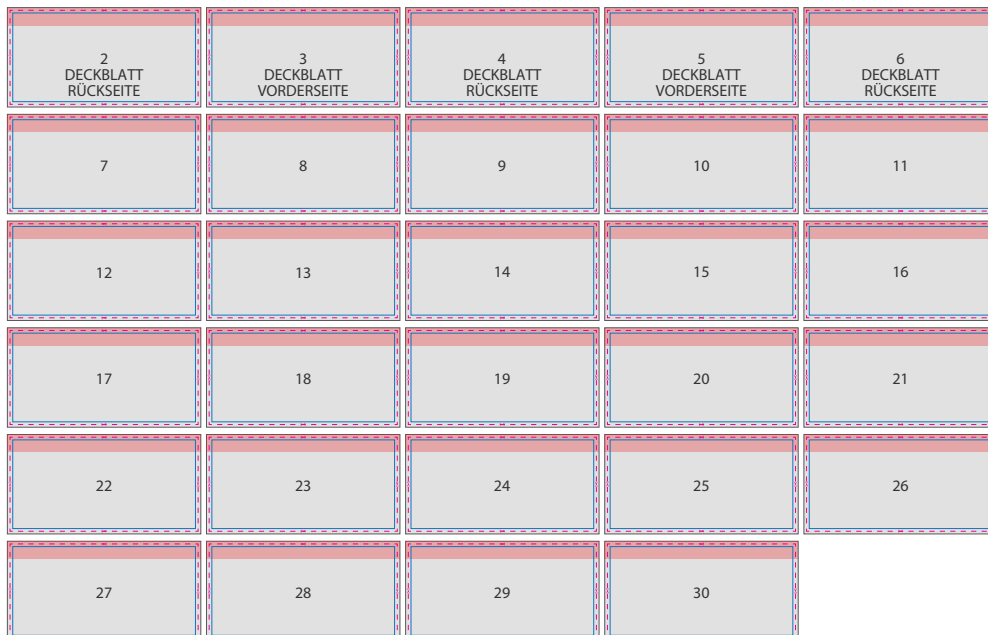 2
DECKBLATT
RÜCKSEITE
3
DECKBLATT
VORDERSEITE
4
DECKBLATT
RÜCKSEITE
5
DECKBLATT
VORDERSEITE
6
DECKBLATT
RÜCKSEITE
7
8
9
10
11
12
13
14
15
16
17
18
19
20
21
22
23
24
25
26
27
28
29
30